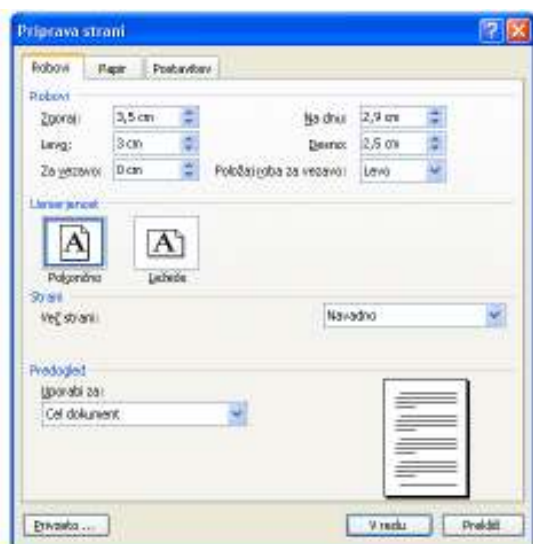 Priprava strani
Robovi Papir Postavitev
Robovi
Zgoraj: 3,5 cm Na dnu: 2,9 cm
Levo: 3 cm Desno: 2,5 cm
Za vezavo: 0 cm Položaj roba za vezavo: Levo
Usmerjenost
A A
Pokončno Ležeče
Strani
Več strani: Navadno
Predogled
Uporabi za:
Cel dokument
Privzeto ... V redu Prekliči